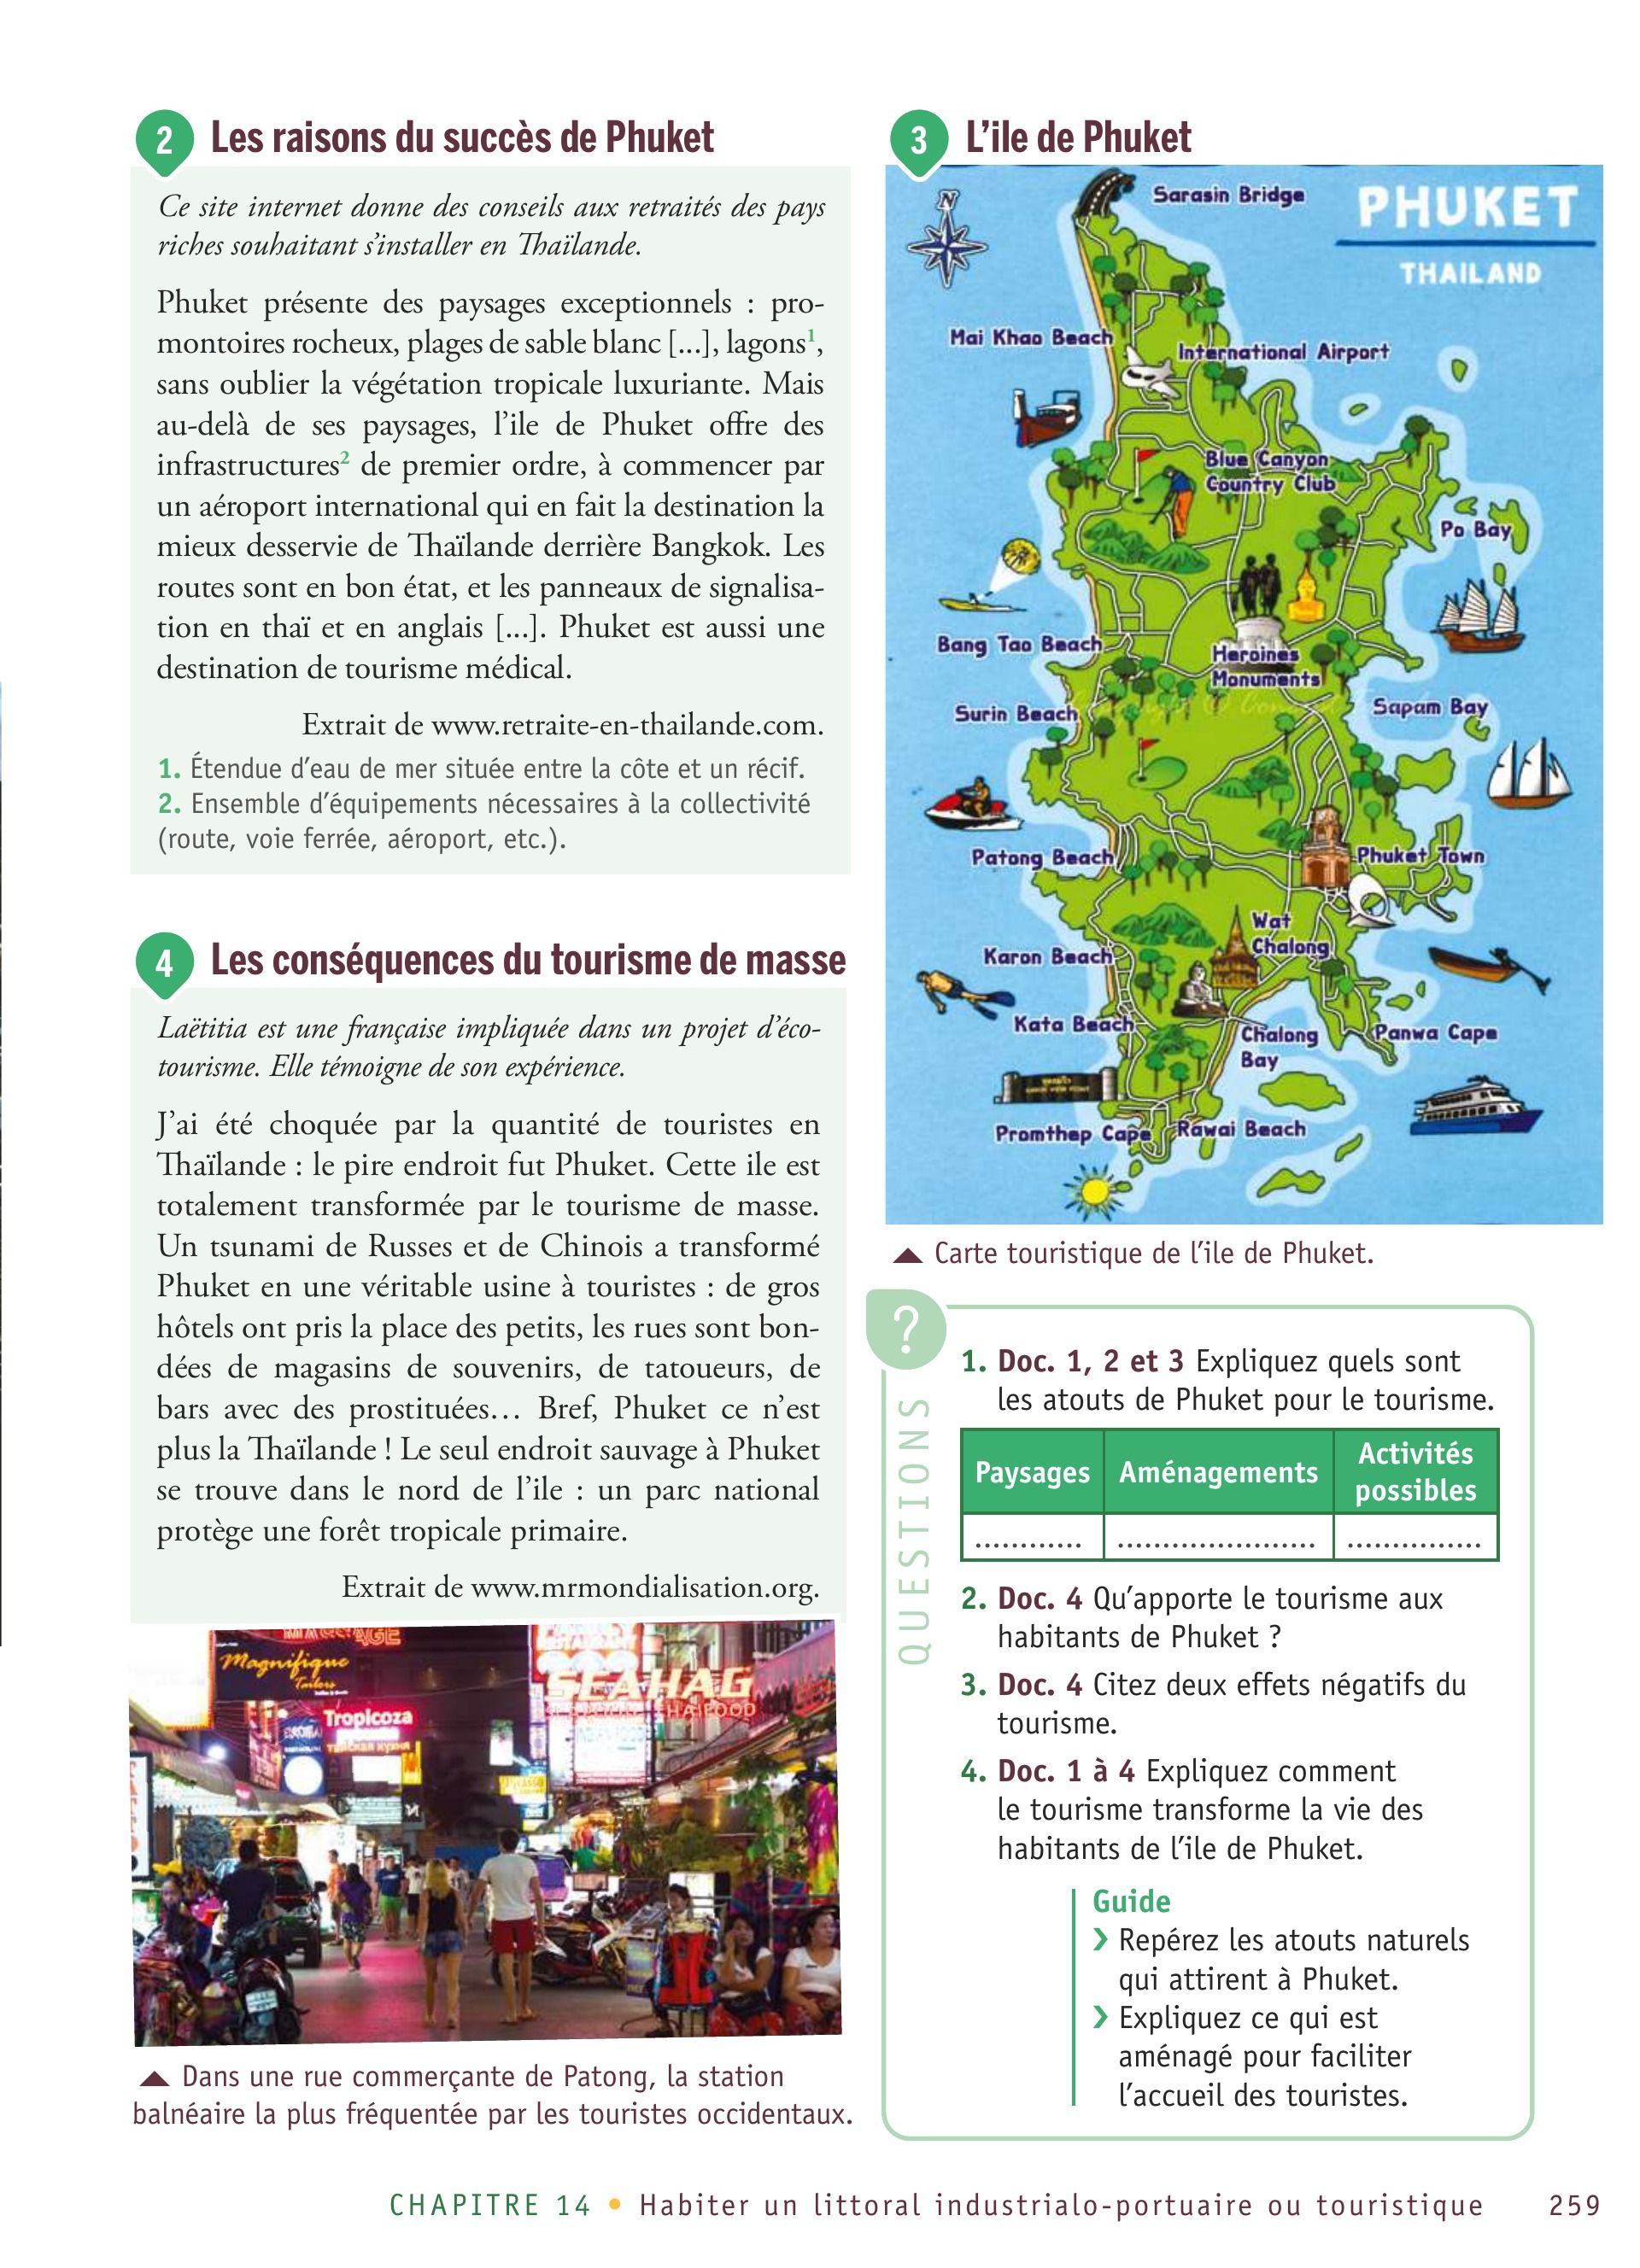 2 Les raisons du succès de Phuket
Ce site internet donne des conseils aux retraités des pays
riches souhaitant s'installer en Thaïlande.
Phuket présente des paysages exceptionnels : pro-
montoires rocheux, plages de sable blanc [...], lagons¹,
sans oublier la végétation tropicale luxuriante. Mais
au-delà de ses paysages, l'ile de Phuket offre des
infrastructures² de premier ordre, à commencer par
un aéroport international qui en fait la destination la
mieux desservie de Thaïlande derrière Bangkok. Les
routes sont en bon état, et les panneaux de signalisa-
tion en thaï et en anglais [...]. Phuket est aussi une
destination de tourisme médical.
Extrait de www.retraite-en-thailande.com.
1. Étendue d'eau de mer située entre la côte et un récif.
2. Ensemble d'équipements nécessaires à la collectivité
(route, voie ferrée, aéroport, etc.).
4 Les conséquences du tourisme de masse
Laëtitia est une française impliquée dans un projet d'éco-
tourisme. Elle témoigne de son expérience.
J'ai été choquée par la quantité de touristes en
Thaïlande : le pire endroit fut Phuket. Cette ile est
totalement transformée par le tourisme de masse.
Un tsunami de Russes et de Chinois a transformé
Phuket en une véritable usine à touristes : de gros
hôtels ont pris la place des petits, les rues sont bon-
dées de magasins de souvenirs, de tatoueurs, de
bars avec des prostituées... Bref, Phuket ce n'est
plus la Thaïlande ! Le seul endroit sauvage à Phuket
se trouve dans le nord de l'ile : un parc national
protège une forêt tropicale primaire.
Extrait de www.mrmondialisation.org.
Magnifique
Tailors
Tropicoza
SEAHAG
Dans une rue commerçante de Patong, la station
balnéaire la plus fréquentée par les touristes occidentaux.
3 L'ile de Phuket
N
Sarasin Bridge
PHUKET
THAILAND
Mai Khao Beach
International Airport
Blue Canyon
Country Club
Po Bay
Bang Tao Beach
Heroines
Monuments
Surin Beach
Sapam Bay
Patong Beach
Phuket Town
Wat
Chalong
Karon Beach
Kata Beach
Chalong
Bay
Panwa Cape
Promthep Cape
Rawai Beach
Carte touristique de l'ile de Phuket.
?
QUESTIONS
1. Doc. 1, 2 et 3 Expliquez quels sont
les atouts de Phuket pour le tourisme.
Paysages Aménagements Activités
possibles
............ ...................... ...............
2. Doc. 4 Qu'apporte le tourisme aux
habitants de Phuket ?
3. Doc. 4 Citez deux effets négatifs du
tourisme.
4. Doc. 1 à 4 Expliquez comment
le tourisme transforme la vie des
habitants de l'ile de Phuket.
Guide
› Repérez les atouts naturels
qui attirent à Phuket.
› Expliquez ce qui est
aménagé pour faciliter
l'accueil des touristes.
CHAPITRE 14 • Habiter un littoral industrialo-portuaire ou touristique 259